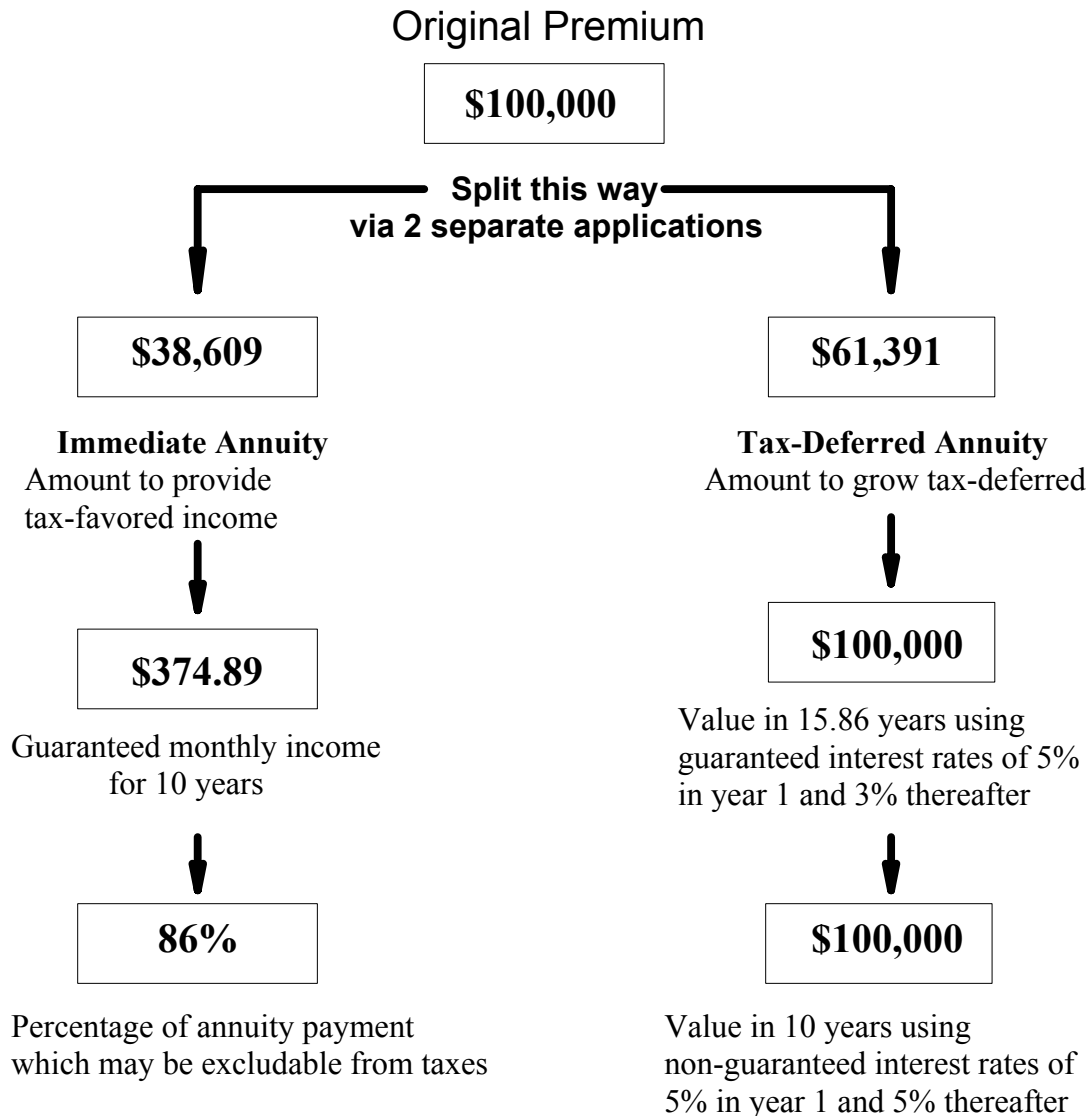 Original Premium
$100,000
Split this way
via 2 separate applications
$38,609
Immediate Annuity
Amount to provide
tax-favored income
$374.89
Guaranteed monthly income
for 10 years
86%
Percentage of annuity payment
which may be excludable from taxes
$61,391
Tax-Deferred Annuity
Amount to grow tax-deferred
$100,000
Value in 15.86 years using
guaranteed interest rates of 5%
in year 1 and 3% thereafter
$100,000
Value in 10 years using
non-guaranteed interest rates of
5% in year 1 and 5% thereafter